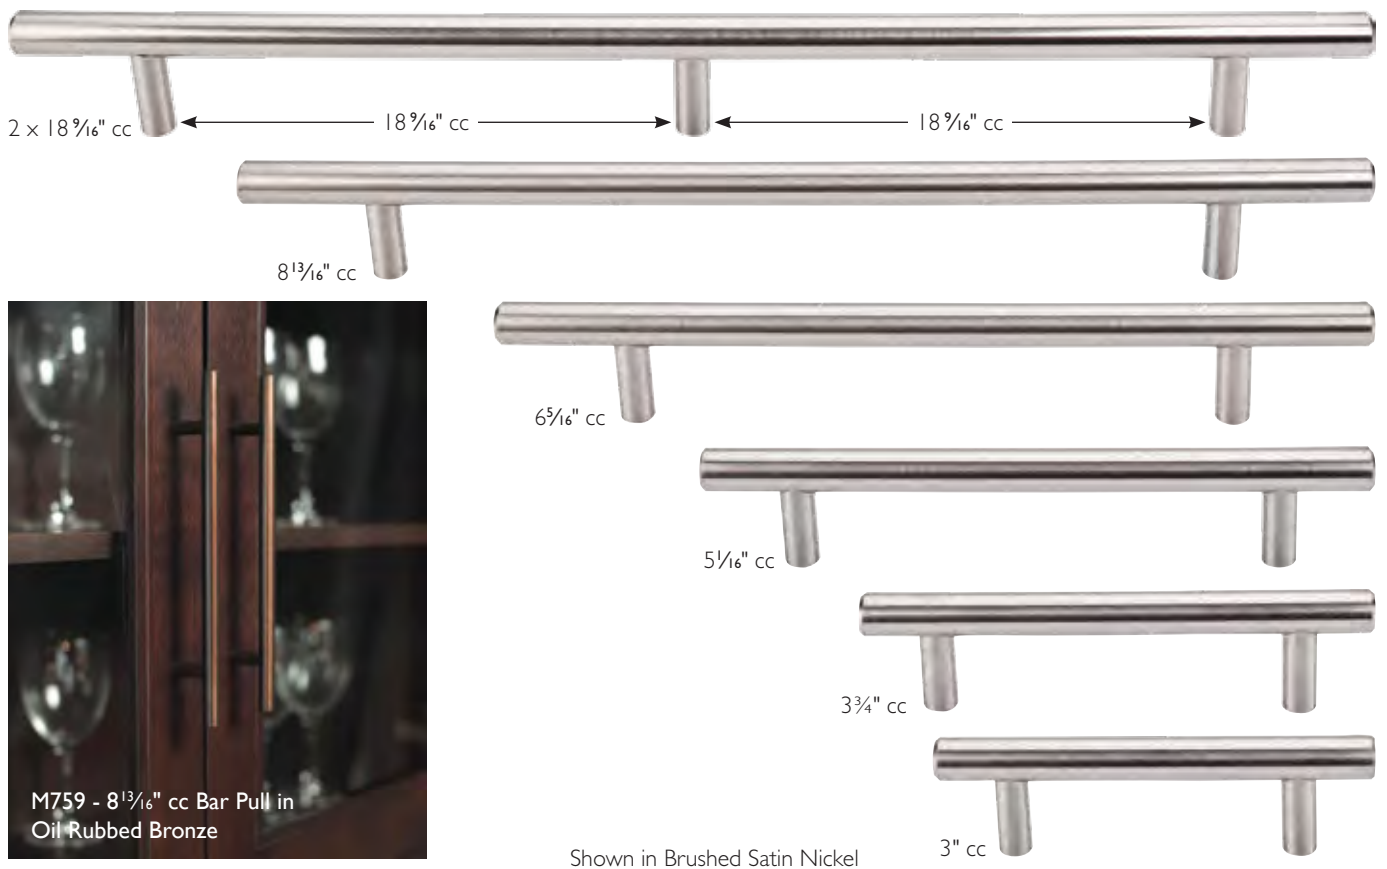 2 x 18 9⁄16" cc
18 9⁄16" cc
18 9⁄16" cc
8 13⁄16" cc
6 5⁄16" cc
5 1⁄16" cc
3 3⁄4" cc
3" cc
M759 - 8 13⁄16" cc Bar Pull in
Oil Rubbed Bronze
Shown in Brushed Satin Nickel